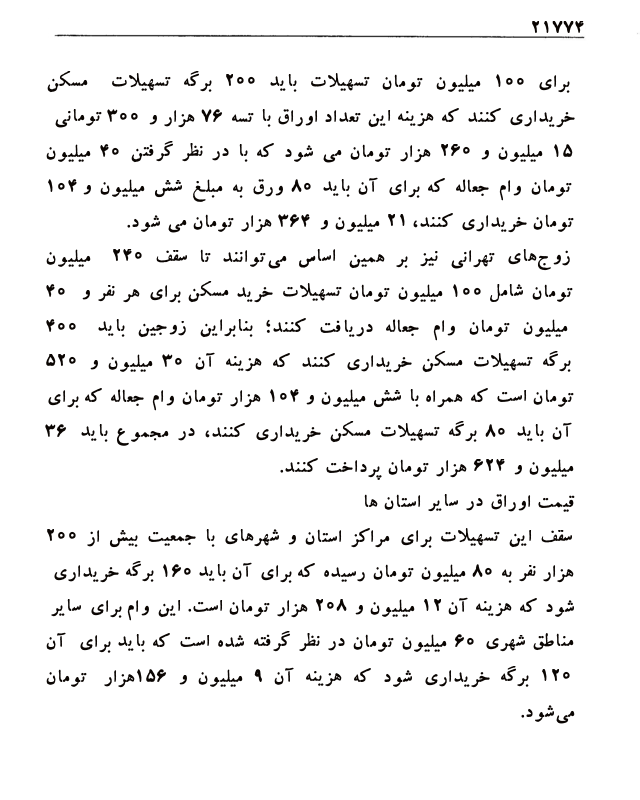 ۲۱۷۷۴
برای ۱۰۰ میلیون تومان تسهیلات باید ۲۰۰ برگه تسهیلات مسکن
خریداری کنند که هزینه این تعداد اوراق با تسه ۷۶ هزار و ۳۰۰ تومانی
۱۵ میلیون و ۲۶۰ هزار تومان می شود که با در نظر گرفتن ۴۰ میلیون
تومان وام جعاله که برای آن باید ۸۰ ورق به مبلغ شش میلیون و ۱۰۴
تومان خریداری کنند، ۲۱ میلیون و ۳۶۴ هزار تومان می شود.
زوج‌های تهرانی نیز بر همین اساس می‌توانند تا سقف ۲۴۰ میلیون
تومان شامل ۱۰۰ میلیون تومان تسهیلات خرید مسکن برای هر نفر و ۴۰
میلیون تومان وام جعاله دریافت کنند؛ بنابراین زوجین باید ۴۰۰
برگه تسهیلات مسکن خریداری کنند که هزینه آن ۳۰ میلیون و ۵۲۰
تومان است که همراه با شش میلیون و ۱۰۴ هزار تومان وام جعاله که برای
آن باید ۸۰ برگه تسهیلات مسکن خریداری کنند، در مجموع باید ۳۶
میلیون و ۶۲۴ هزار تومان پرداخت کنند.
قیمت اوراق در سایر استان ها
سقف این تسهیلات برای مراکز استان و شهرهای با جمعیت بیش از ۲۰۰
هزار نفر به ۸۰ میلیون تومان رسیده که برای آن باید ۱۶۰ برگه خریداری
شود که هزینه آن ۱۲ میلیون و ۲۰۸ هزار تومان است. این وام برای سایر
مناطق شهری ۶۰ میلیون تومان در نظر گرفته شده است که باید برای آن
۱۲۰ برگه خریداری شود که هزینه آن ۹ میلیون و ۱۵۶هزار تومان
می‌شود.